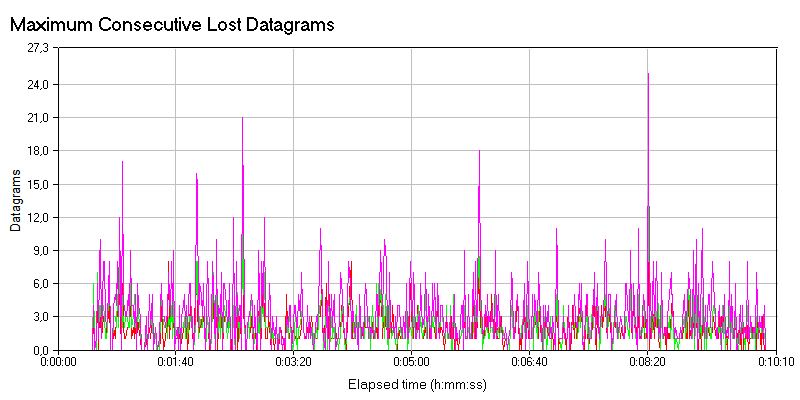 Maximum Consecutive Lost Datagrams
27,3
24,0
21,0
18,0
15,0
12,0
9,0
6,0
3,0
0,0
Datagrams
0:00:00 0:01:40 0:03:20 0:05:00 0:06:40 0:08:20 0:10:10
Elapsed time (h:mm:ss)